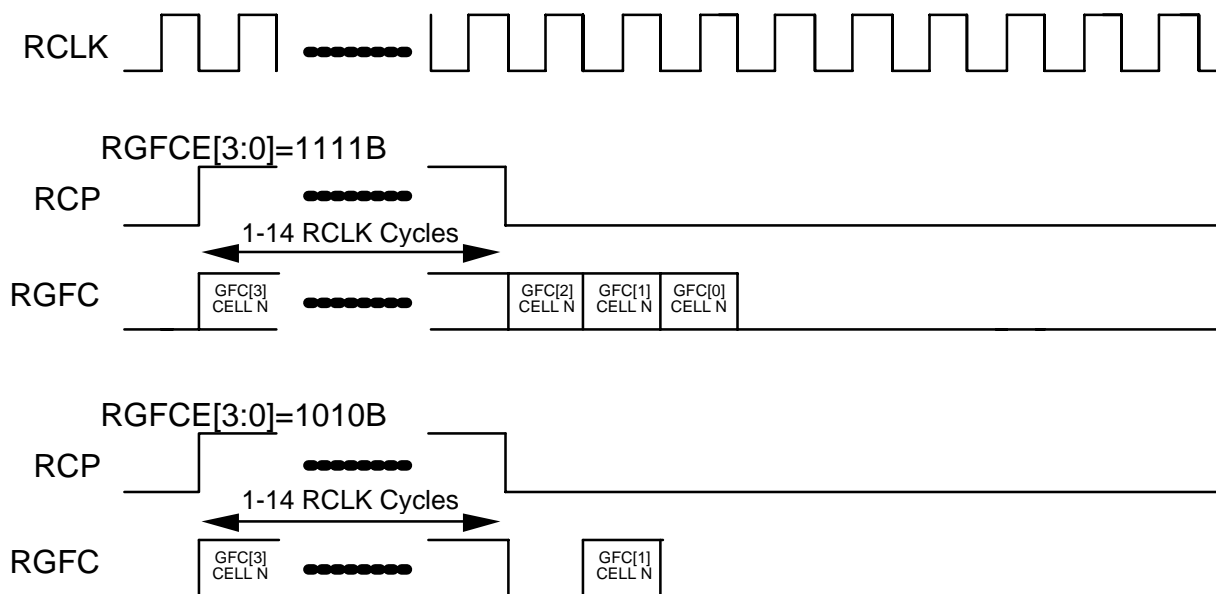 RCLK
RGFCE[3:0]=1111B
RCP
1-14 RCLK Cycles
RGFC
GFC[3]
CELL N
GFC[2]
CELL N
GFC[1]
CELL N
GFC[0]
CELL N
RGFCE[3:0]=1010B
RCP
1-14 RCLK Cycles
RGFC
GFC[3]
CELL N
GFC[1]
CELL N